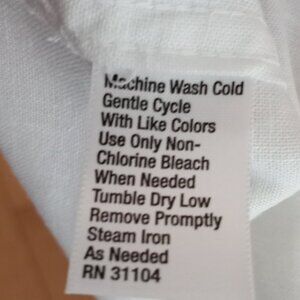 Machine Wash Cold
Gentle Cycle
With Like Colors
Use Only Non-
Chlorine Bleach
When Needed
Tumble Dry Low
Remove Promptly
Steam Iron
As Needed
RN 31104